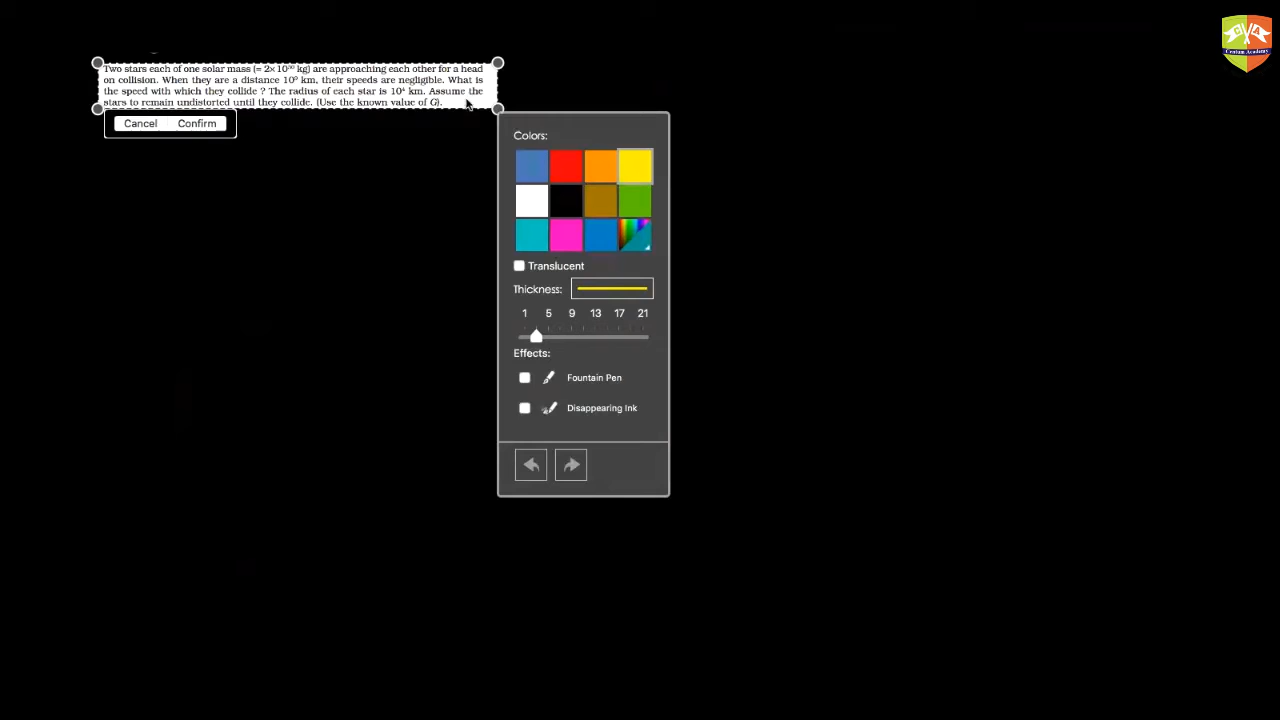 Two stars each of one solar mass (= 2×10³⁰ kg) are approaching each other for a head
on collision. When they are a distance 10⁹ km, their speeds are negligible. What is
the speed with which they collide ? The radius of each star is 10⁴ km. Assume the
stars to remain undistorted until they collide. (Use the known value of G).
Cancel Confirm
Colors:
Translucent
Thickness:
1 5 9 13 17 21
Effects:
Fountain Pen
Disappearing Ink
Centum Academy